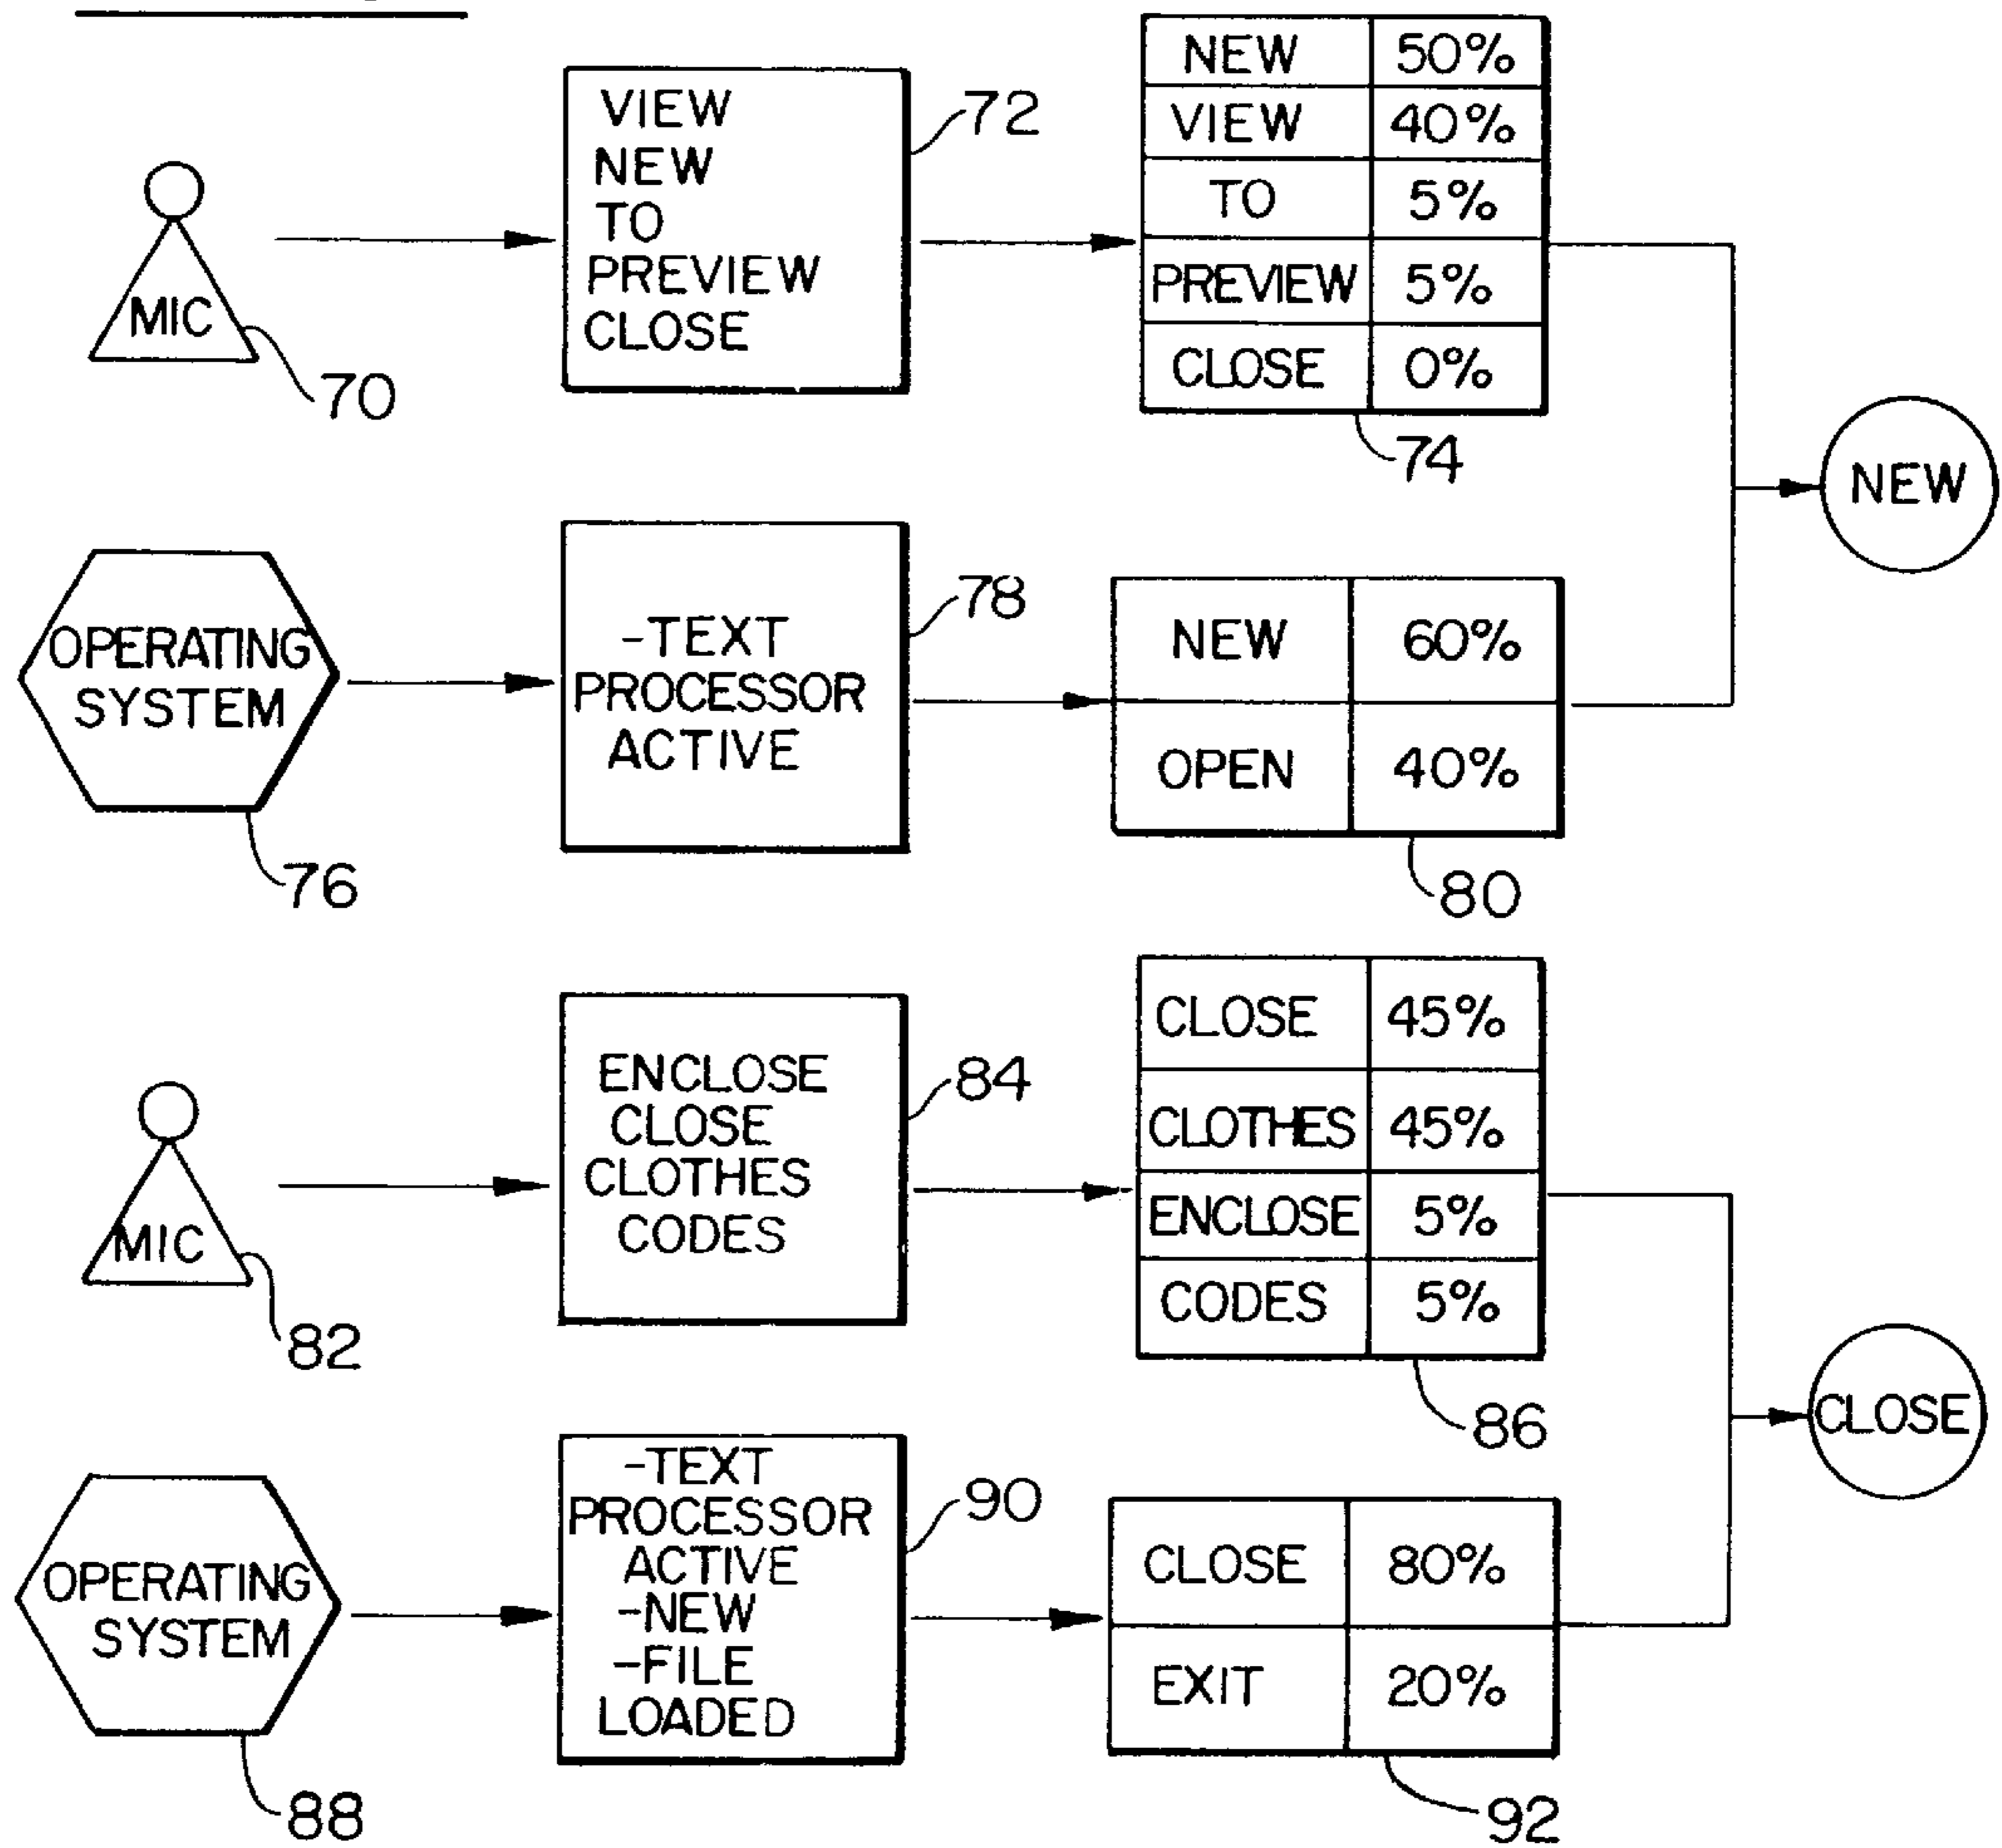 VIEW
NEW
TO
PREVIEW
CLOSE
72
NEW 50%
VIEW 40%
TO 5%
PREVIEW 5%
CLOSE 0%
MIC
70
74
NEW
OPERATING
SYSTEM
76
-TEXT
PROCESSOR
ACTIVE
78
NEW 60%
OPEN 40%
80
MIC
82
ENCLOSE
CLOSE
CLOTHES
CODES
84
CLOSE 45%
CLOTHES 45%
ENCLOSE 5%
CODES 5%
86
CLOSE
OPERATING
SYSTEM
88
-TEXT
PROCESSOR
ACTIVE
-NEW
-FILE
LOADED
90
CLOSE 80%
EXIT 20%
92